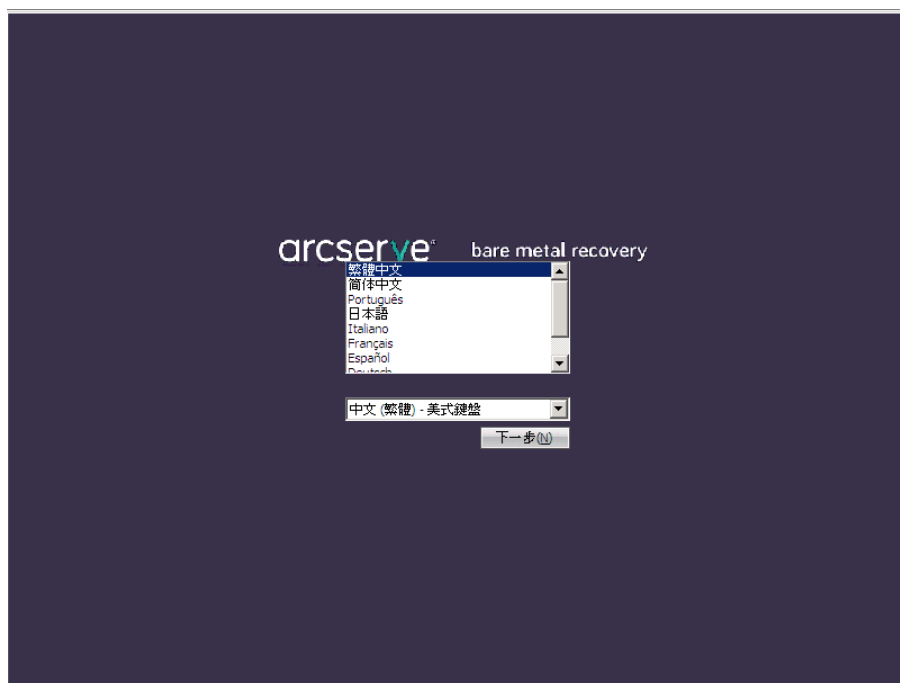 arcserve® bare metal recovery
繁體中文
简体中文
Português
日本語
Italiano
Français
Español
Deutsch
中文 (繁體) - 美式鍵盤
下一步(N)